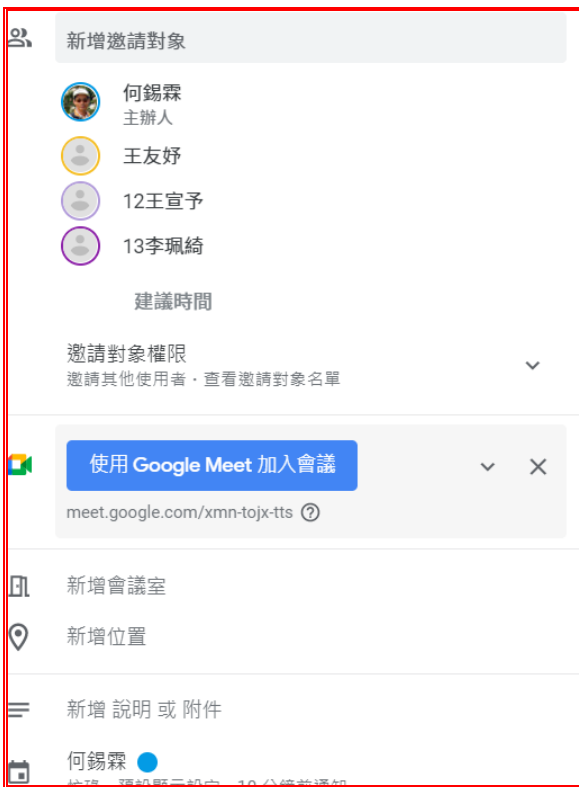 新增邀請對象
何錫霖
主辦人
王友妤
12王宣予
13李珮綺
建議時間
邀請對象權限
邀請其他使用者・查看邀請對象名單
使用 Google Meet 加入會議
meet.google.com/xmn-tojx-tts
新增會議室
新增位置
新增 說明 或 附件
何錫霖